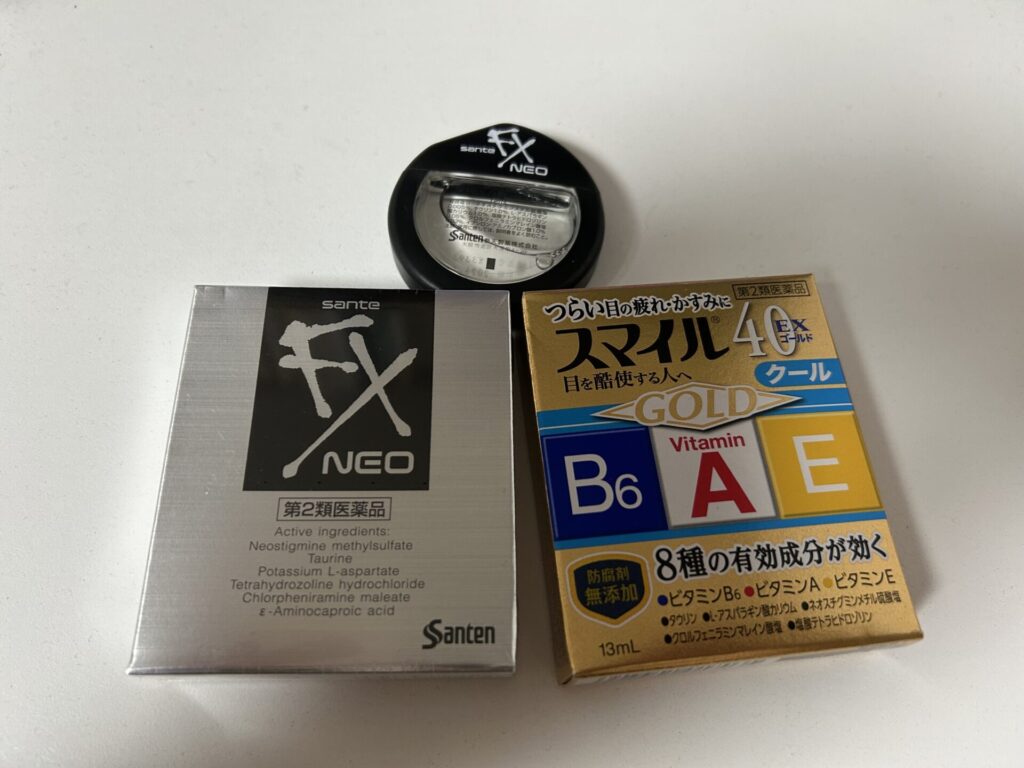 sante
FX
NEO
Santen
sante
FX
NEO
第2類医薬品
Active ingredients:
Neostigmine methylsulfate
Taurine
Potassium L-aspartate
Tetrahydrozoline hydrochloride
Chlorpheniramine maleate
ε-Aminocaproic acid
Santen
第2類医薬品
つらい目の疲れ・かすみに
スマイル® 40 EX ゴールド
目を酷使する人へ
クール
GOLD
B6
Vitamin
A
E
防腐剤
無添加
8種の有効成分が効く
●ビタミンB6 ●ビタミンA ●ビタミンE
●タウリン ●L-アスパラギン酸カリウム ●ネオスチグミンメチル硫酸塩
●クロルフェニラミンマレイン酸塩 ●塩酸テトラヒドロゾリン
13mL